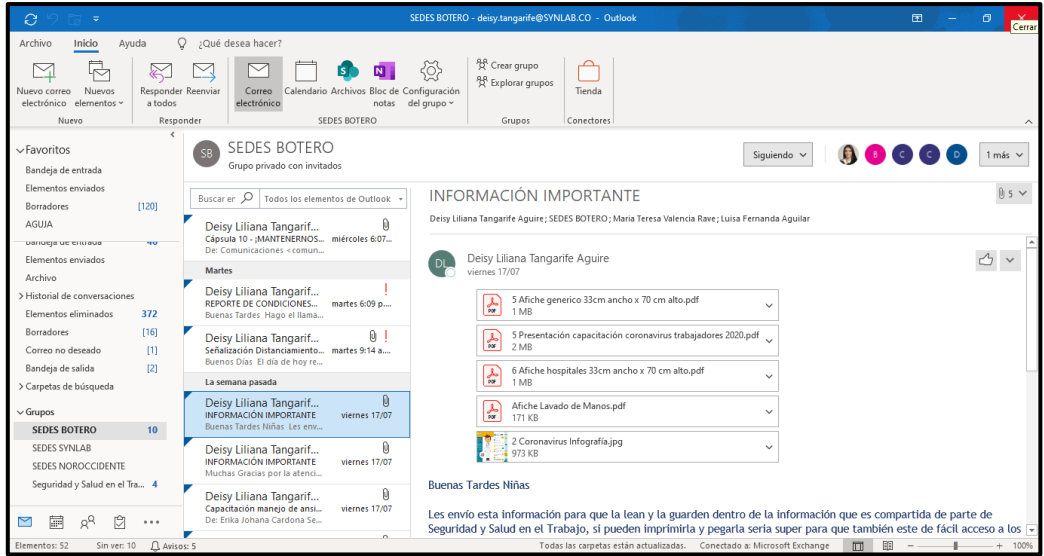 SEDES BOTERO - deisy.tangarife@SYNLAB.CO - Outlook
Cerrar
Archivo Inicio Ayuda ¿Qué desea hacer?
Nuevo correo electrónico
Nuevos elementos
Responder a todos
Reenviar
Correo electrónico
Calendario
Archivos
Bloc de notas
Configuración del grupo
Crear grupo
Explorar grupos
Tienda
Nuevo
Responder
SEDES BOTERO
Grupos
Conectores
Favoritos
Bandeja de entrada
Elementos enviados
Borradores [120]
AGUJA
Bandeja de entrada 40
Elementos enviados
Archivo
Historial de conversaciones
Elementos eliminados 372
Borradores [16]
Correo no deseado [1]
Bandeja de salida [2]
Carpetas de búsqueda
Grupos
SEDES BOTERO 10
SEDES SYNLAB
SEDES NOROCCIDENTE
Seguridad y Salud en el Tra... 4
SB
SEDES BOTERO
Grupo privado con invitados
Siguiendo
B C C D
1 más
Buscar er
Todos los elementos de Outlook
Deisy Liliana Tangarif...
Cápsula 10 - ¡MANTENERNOS... miércoles 6:07...
De: Comunicaciones <comun...
Martes
Deisy Liliana Tangarif...
REPORTE DE CONDICIONES... martes 6:09 p....
Buenas Tardes Hago el llama...
Deisy Liliana Tangarif...
Señalización Distanciamiento... martes 9:14 a....
Buenos Días El día de hoy re...
La semana pasada
Deisy Liliana Tangarif...
INFORMACIÓN IMPORTANTE viernes 17/07
Buenas Tardes Niñas Les env...
Deisy Liliana Tangarif...
INFORMACIÓN IMPORTANTE viernes 17/07
Muchas Gracias por la atenci...
Deisy Liliana Tangarif...
Capacitación manejo de ansi... viernes 17/07
De: Erika Johana Cardona Se...
INFORMACIÓN IMPORTANTE
5
Deisy Liliana Tangarife Aguire; SEDES BOTERO; Maria Teresa Valencia Rave; Luisa Fernanda Aguilar
DL
Deisy Liliana Tangarife Aguire
viernes 17/07
5 Afiche generico 33cm ancho x 70 cm alto.pdf
1 MB
5 Presentación capacitación coronavirus trabajadores 2020.pdf
2 MB
6 Afiche hospitales 33cm ancho x 70 cm alto.pdf
1 MB
Afiche Lavado de Manos.pdf
171 KB
2 Coronavirus Infografía.jpg
973 KB
Buenas Tardes Niñas
Les envío esta información para que la lean y la guarden dentro de la información que es compartida de parte de
Seguridad y Salud en el Trabajo, si pueden imprimirla y pegarla seria super para que también este de fácil acceso a los
Elementos: 52 Sin ver: 10 Avisos: 5
Todas las carpetas están actualizadas. Conectado a: Microsoft Exchange
100%